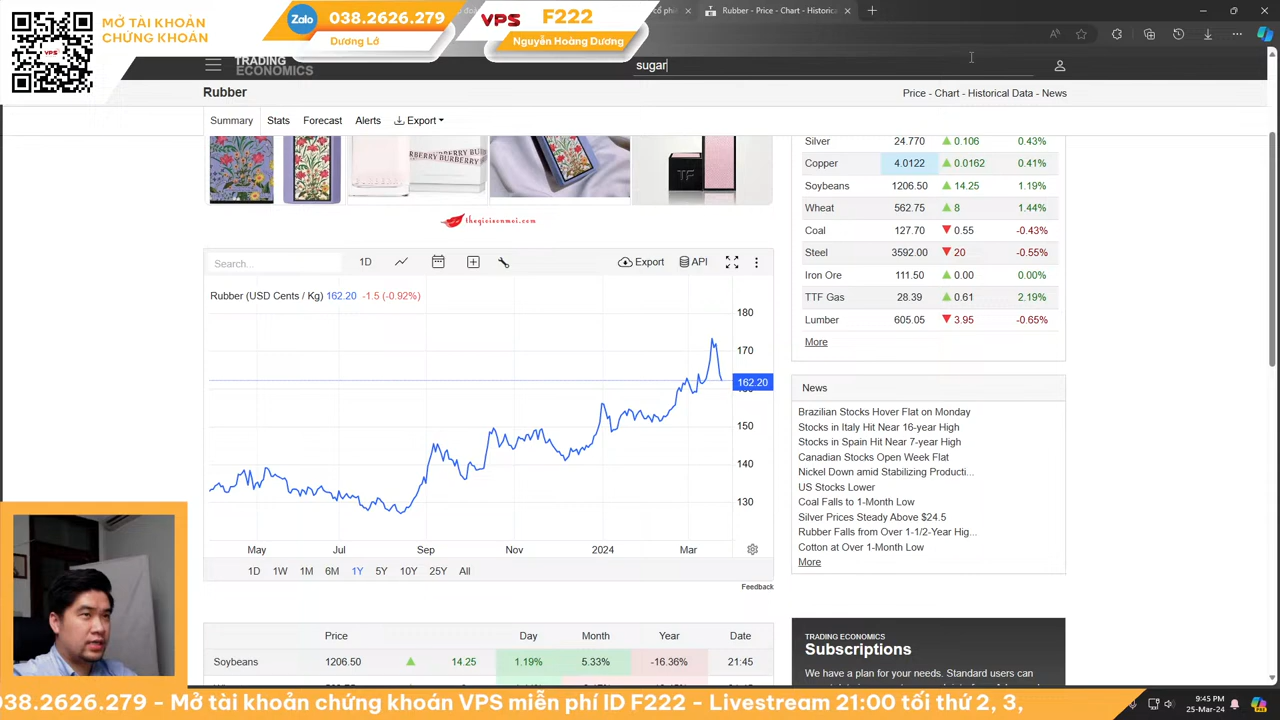 MỞ TÀI KHOẢN
CHỨNG KHOÁN
VPS
Zalo
038.2626.279
Dương Lở
VPS
F222
Nguyễn Hoàng Dương
Rubber - Price - Chart - Historica
TRADING
ECONOMICS
sugar
Rubber
Price - Chart - Historical Data - News
Summary
Stats
Forecast
Alerts
Export
BURBERRY BURBERRY
TF
thegioisonmoi.com
Silver 24.770 0.106 0.43%
Copper 4.0122 0.0162 0.41%
Soybeans 1206.50 14.25 1.19%
Wheat 562.75 8 1.44%
Coal 127.70 0.55 -0.43%
Steel 3592.00 20 -0.55%
Iron Ore 111.50 0.00 0.00%
TTF Gas 28.39 0.61 2.19%
Lumber 605.05 3.95 -0.65%
More
Search...
1D
Export
API
Rubber (USD Cents / Kg) 162.20 -1.5 (-0.92%)
180
170
162.20
150
140
130
May Jul Sep Nov 2024 Mar
1D 1W 1M 6M 1Y 5Y 10Y 25Y All
Feedback
News
Brazilian Stocks Hover Flat on Monday
Stocks in Italy Hit Near 16-year High
Stocks in Spain Hit Near 7-year High
Canadian Stocks Open Week Flat
Nickel Down amid Stabilizing Producti...
US Stocks Lower
Coal Falls to 1-Month Low
Silver Prices Steady Above $24.5
Rubber Falls from Over 1-1/2-Year Hig...
Cotton at Over 1-Month Low
More
Price Day Month Year Date
Soybeans 1206.50 14.25 1.19% 5.33% -16.36% 21:45
TRADING ECONOMICS
Subscriptions
We have a plan for your needs. Standard users can
038.2626.279 - Mở tài khoản chứng khoán VPS miễn phí ID F222 - Livestream 21:00 tối thứ 2, 3,
9:45 PM
25-Mar-24